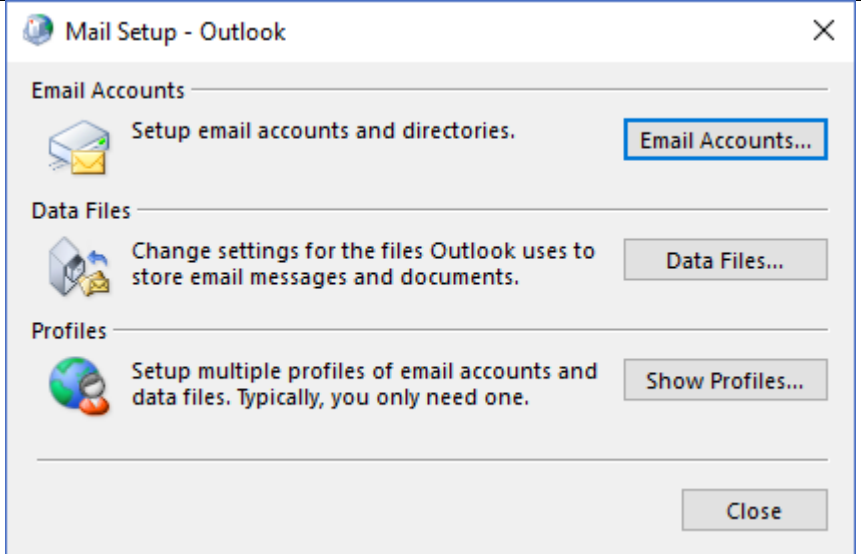 Mail Setup - Outlook
Email Accounts
Setup email accounts and directories.
Email Accounts...
Data Files
Change settings for the files Outlook uses to
store email messages and documents.
Data Files...
Profiles
Setup multiple profiles of email accounts and
data files. Typically, you only need one.
Show Profiles...
Close